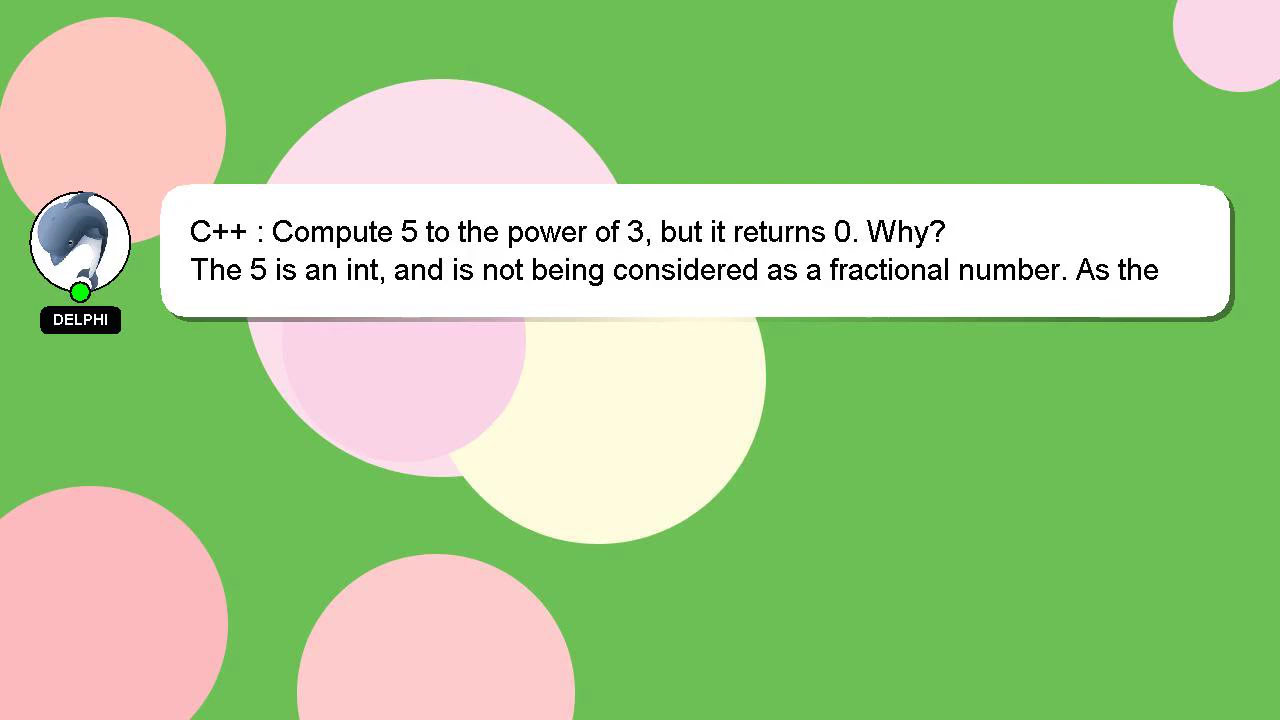 C++ : Compute 5 to the power of 3, but it returns 0. Why?
The 5 is an int, and is not being considered as a fractional number. As the
DELPHI